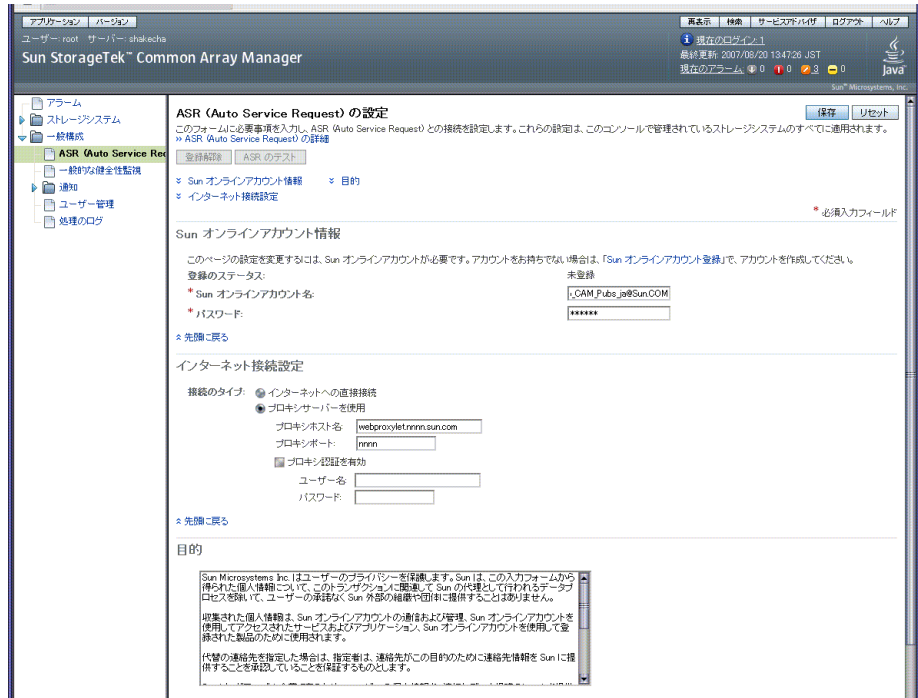 アプリケーション バージョン
再表示 検索 サービスアドバイザ ログアウト ヘルプ
ユーザー: root サーバー: shakecha
Sun StorageTek™ Common Array Manager
現在のログイン: 1
最終更新: 2007/08/20 13:47:26 JST
現在のアラーム: 0 0 3 0
Java™
Sun™ Microsystems, Inc.
アラーム
ストレージシステム
一般構成
ASR (Auto Service Rec
一般的な健全性監視
通知
ユーザー管理
処理のログ
ASR (Auto Service Request) の設定
保存 リセット
このフォームに必要事項を入力し、ASR (Auto Service Request) との接続を設定します。これらの設定は、このコンソールで管理されているストレージシステムのすべてに適用されます。
» ASR (Auto Service Request) の詳細
登録解除 ASR のテスト
Sun オンラインアカウント情報 目的
インターネット接続設定
* 必須入力フィールド
Sun オンラインアカウント情報
このページの設定を変更するには、Sun オンラインアカウントが必要です。アカウントをお持ちでない場合は、「Sun オンラインアカウント登録」で、アカウントを作成してください。
登録のステータス: 未登録
* Sun オンラインアカウント名: _CAM_Pubs_ja@Sun.COM
* パスワード: ******
先頭に戻る
インターネット接続設定
接続のタイプ: インターネットへの直接接続
プロキシサーバーを使用
プロキシホスト名: webproxylet.nnnn.sun.com
プロキシポート: nnnn
プロキシ認証を有効
ユーザー名:
パスワード:
先頭に戻る
目的
Sun Microsystems Inc. はユーザーのプライバシーを保護します。Sun は、この入力フォームから
得られた個人情報について、このトランザクションに関連して Sun の代理として行われるデータプ
ロセスを除いて、ユーザーの承諾なく Sun 外部の組織や団体に提供することはありません。
収集された個人情報は、Sun オンラインアカウントの通信および管理、Sun オンラインアカウントを
使用してアクセスされたサービスおよびアプリケーション、Sun オンラインアカウントを使用して登
録された製品のために使用されます。
代替の連絡先を指定した場合は、指定者は、連絡先がこの目的のために連絡先情報を Sun に提
供することを承認していることを保証するものとします。